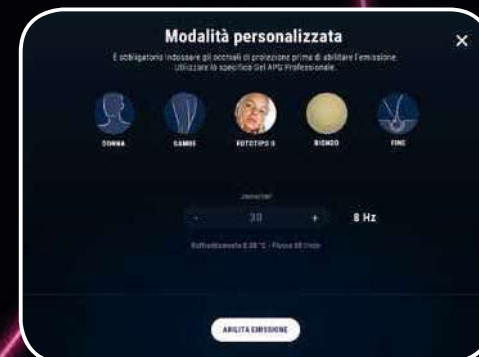 Modalità personalizzata
È obbligatorio indossare gli occhiali di protezione prima di abilitare l'emissione.
Utilizzare lo specifico Gel APG Professionale.
DONNA
GAMBE
FOTOTIPO II
BIONDO
FINE
- 30 + 8 Hz
Raffreddamento
ABILITA EMISSIONE